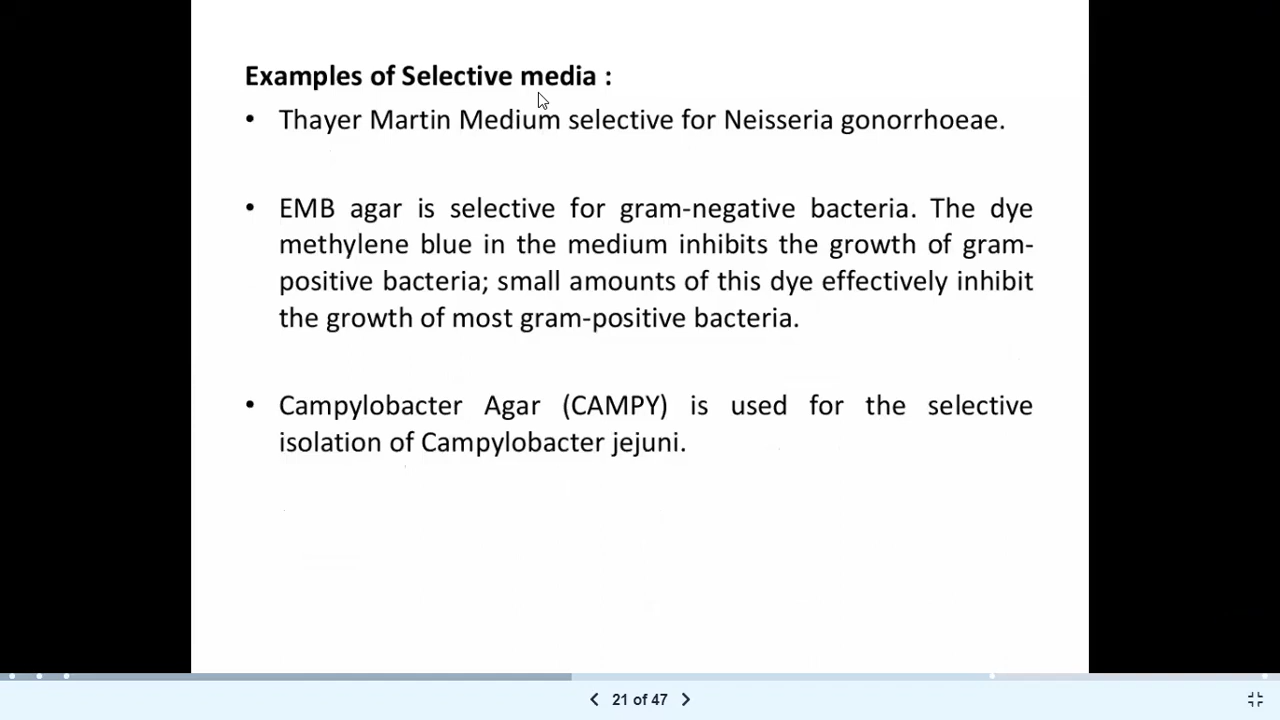 Examples of Selective media :
• Thayer Martin Medium selective for Neisseria gonorrhoeae.
• EMB agar is selective for gram-negative bacteria. The dye
methylene blue in the medium inhibits the growth of gram-
positive bacteria; small amounts of this dye effectively inhibit
the growth of most gram-positive bacteria.
• Campylobacter Agar (CAMPY) is used for the selective
isolation of Campylobacter jejuni.
21 of 47